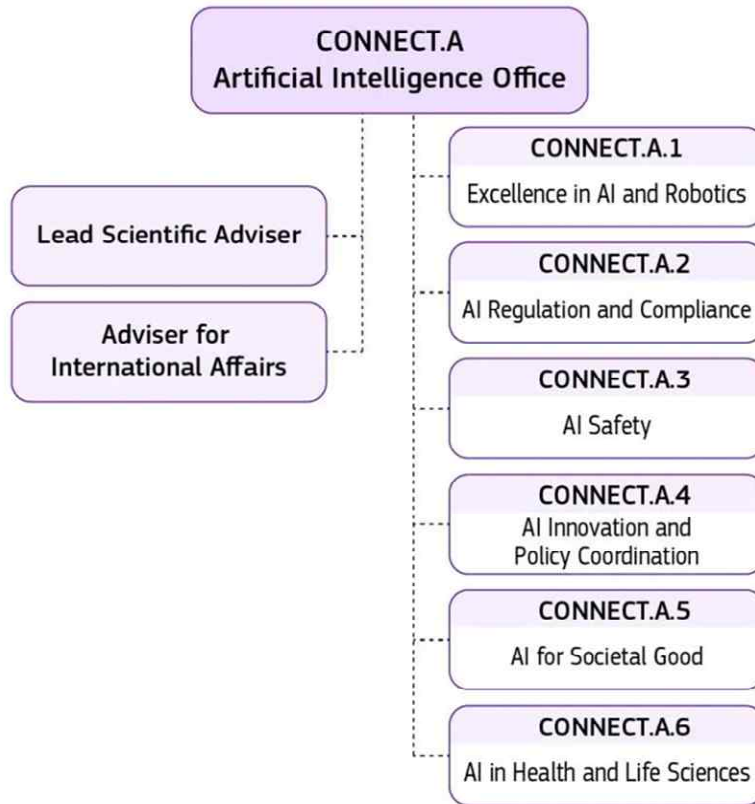 CONNECT.A
Artificial Intelligence Office
Lead Scientific Adviser
Adviser for
International Affairs
CONNECT.A.1
Excellence in AI and Robotics
CONNECT.A.2
AI Regulation and Compliance
CONNECT.A.3
AI Safety
CONNECT.A.4
AI Innovation and
Policy Coordination
CONNECT.A.5
AI for Societal Good
CONNECT.A.6
AI in Health and Life Sciences